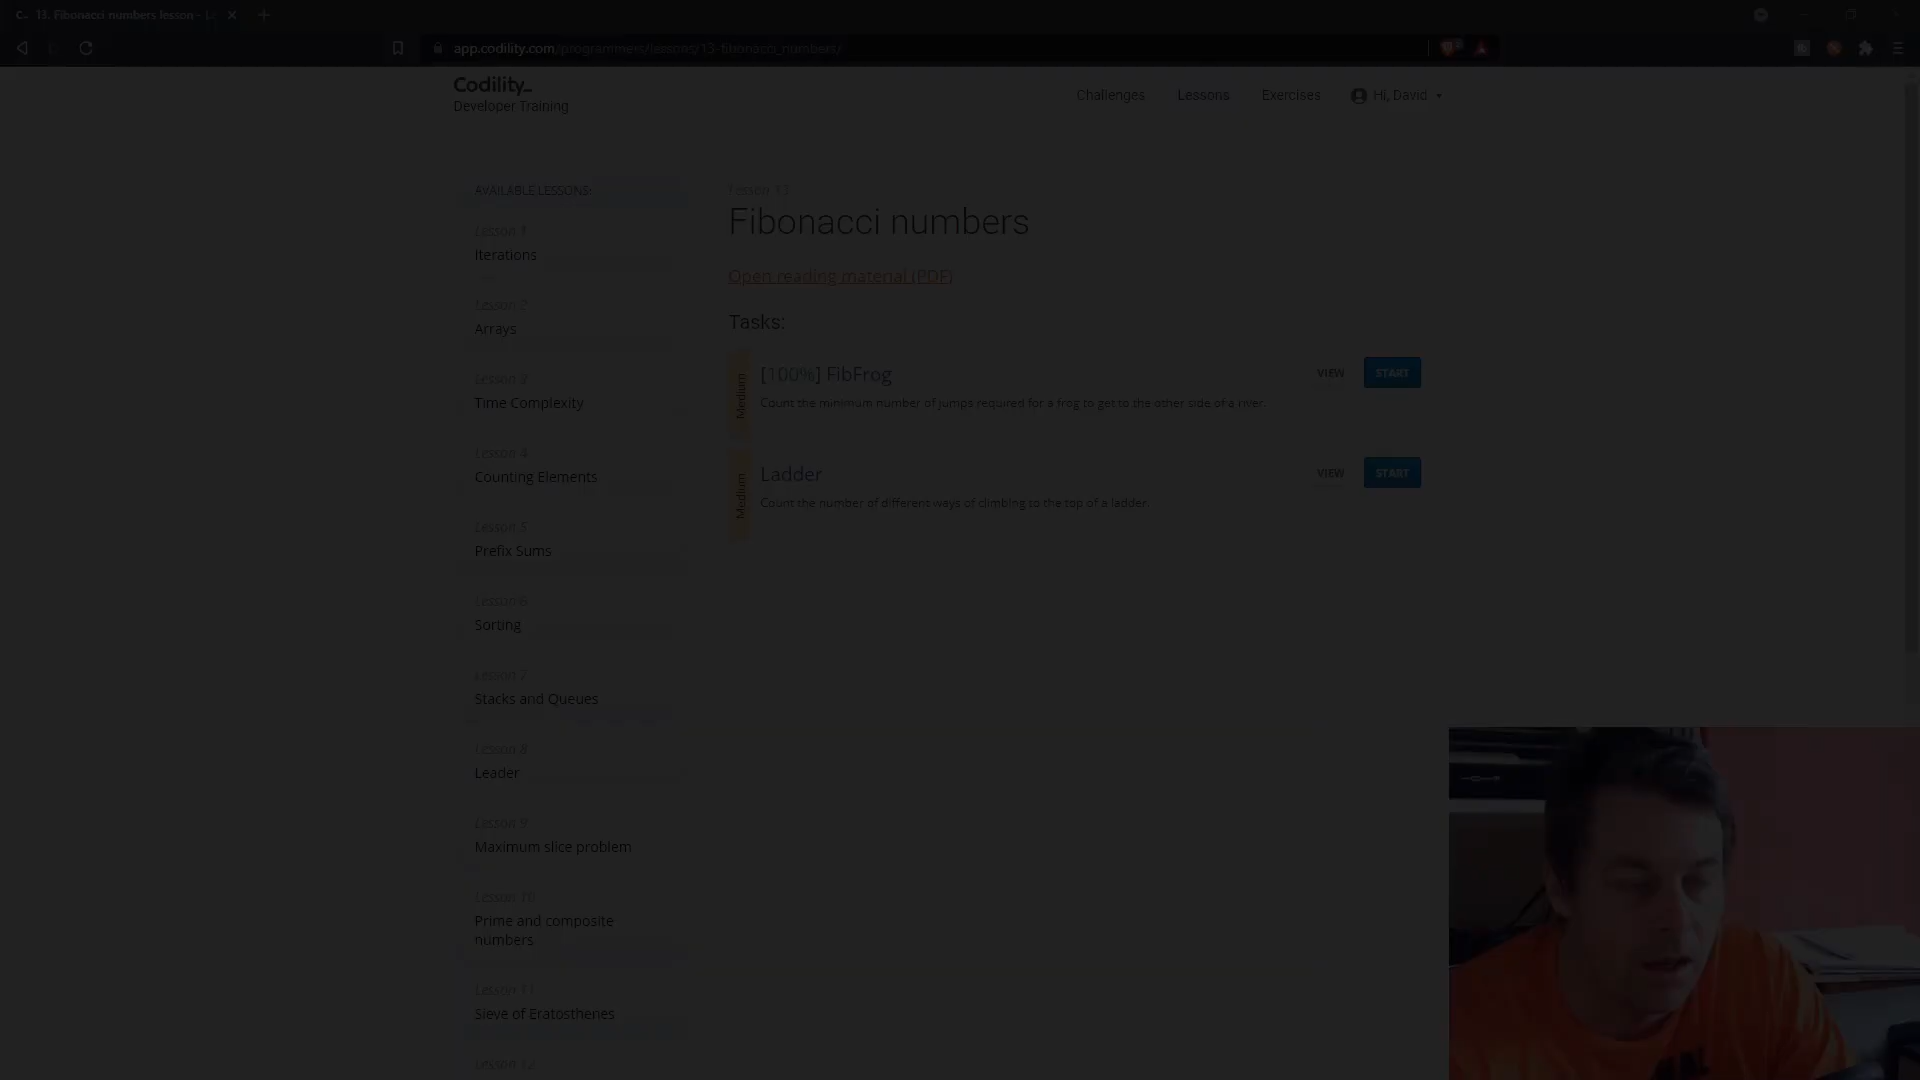 C. 13. Fibonacci numbers lesson - L
app.codility.com/programmers/lessons/13-fibonacci_numbers/
Codility_
Developer Training
Challenges
Lessons
Exercises
Hi, David
AVAILABLE LESSONS:
Lesson 1
Iterations
Lesson 2
Arrays
Lesson 3
Time Complexity
Lesson 4
Counting Elements
Lesson 5
Prefix Sums
Lesson 6
Sorting
Lesson 7
Stacks and Queues
Lesson 8
Leader
Lesson 9
Maximum slice problem
Lesson 10
Prime and composite
numbers
Lesson 11
Sieve of Eratosthenes
Lesson 12
Lesson 13
Fibonacci numbers
Open reading material (PDF)
Tasks:
Medium
[100%] FibFrog
VIEW
START
Count the minimum number of jumps required for a frog to get to the other side of a river.
Medium
Ladder
VIEW
START
Count the number of different ways of climbing to the top of a ladder.